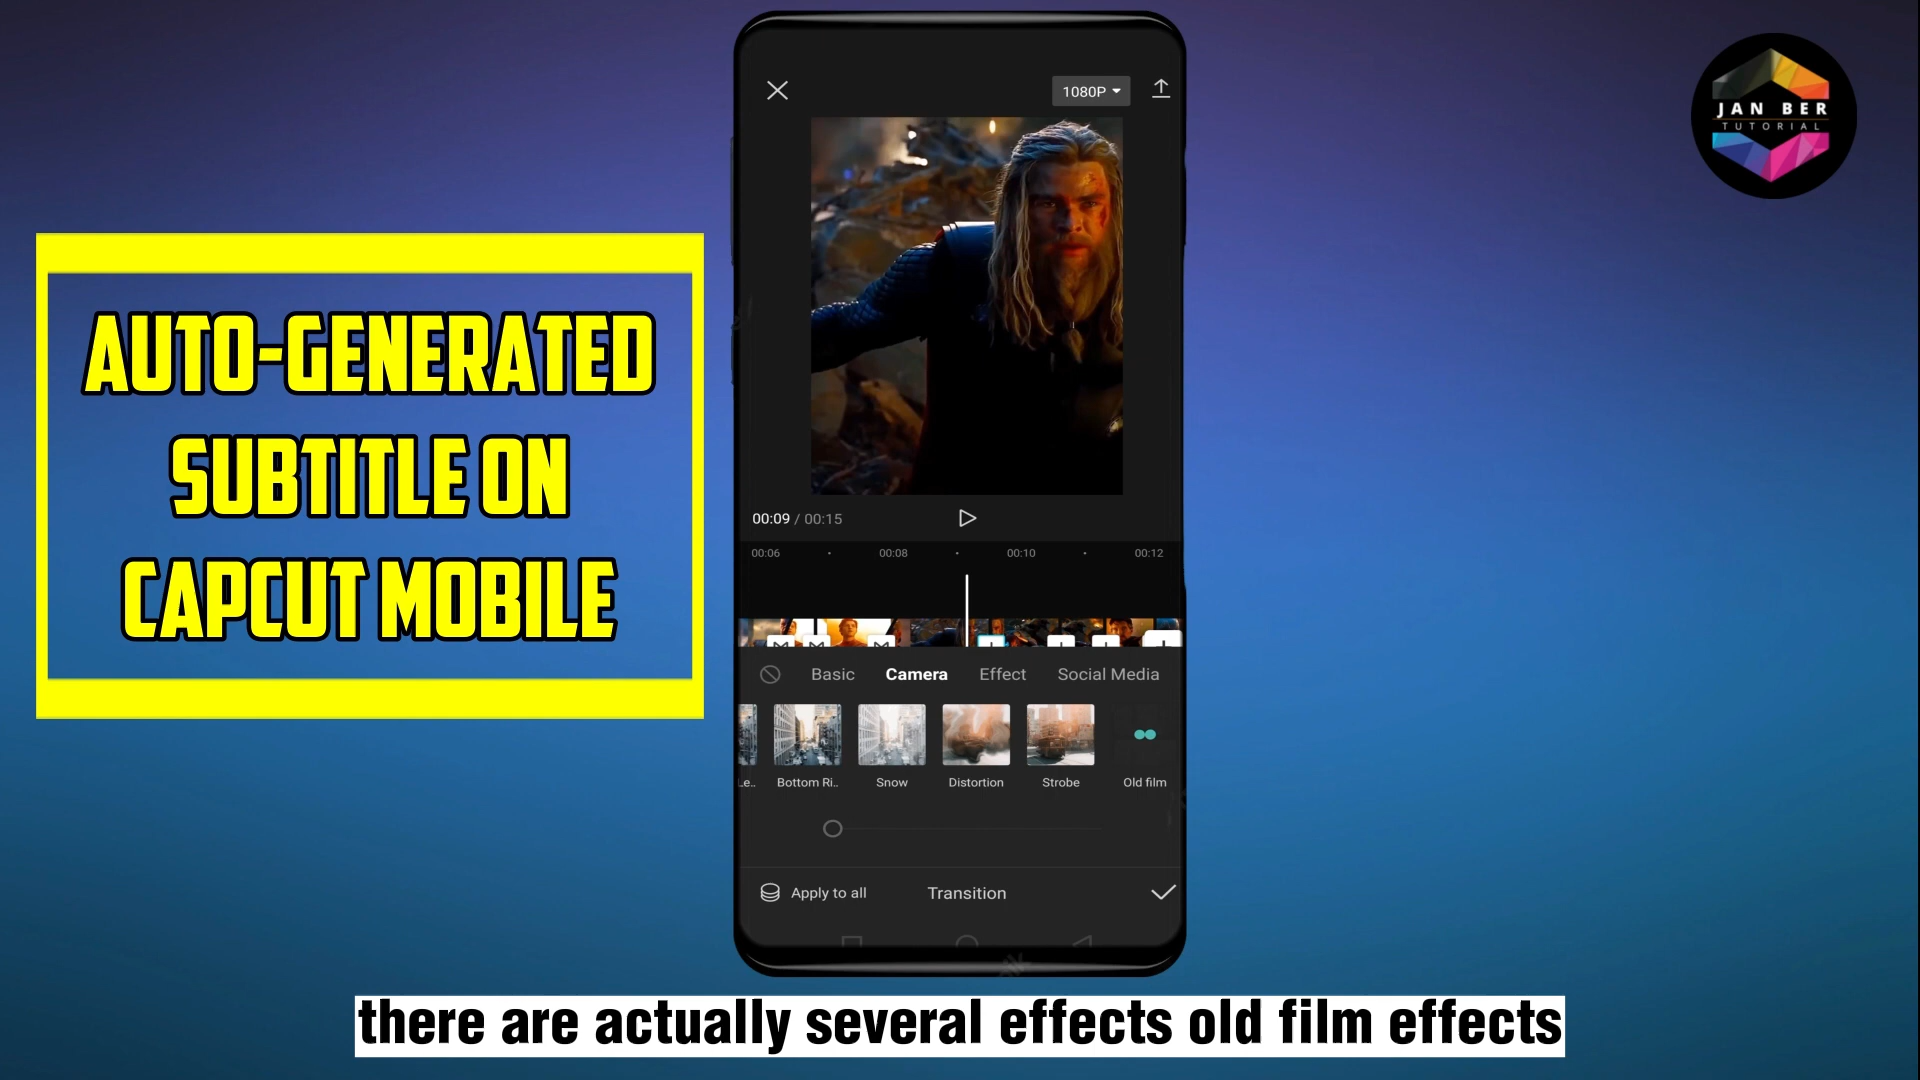 JAN BER
TUTORIAL
1080P
AUTO-GENERATED
SUBTITLE ON
CAPCUT MOBILE
00:09 / 00:15
00:06 00:08 00:10 00:12
Basic Camera Effect Social Media
Le.. Bottom Ri.. Snow Distortion Strobe Old film
Apply to all Transition
there are actually several effects old film effects